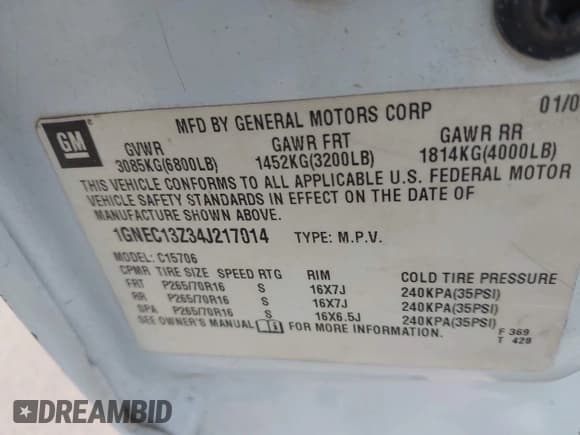 GM
MFD BY GENERAL MOTORS CORP 01/0
GVWR GAWR FRT GAWR RR
3085KG(6800LB) 1452KG(3200LB) 1814KG(4000LB)
THIS VEHICLE CONFORMS TO ALL APPLICABLE U.S. FEDERAL MOTOR
VEHICLE SAFETY STANDARDS IN EFFECT ON THE DATE OF
MANUFACTURE SHOWN ABOVE.
1GNEC13Z34J217014 TYPE: M.P.V.
MODEL: C15706
CPMR TIRE SIZE SPEED RTG RIM COLD TIRE PRESSURE
FRT P265/70R16 S 16X7J 240KPA(35PSI)
RR P265/70R16 S 16X7J 240KPA(35PSI)
SPA P265/70R16 S 16X6.5J 240KPA(35PSI)
SEE OWNER'S MANUAL FOR MORE INFORMATION.
F 369
T 428
DREAMBID